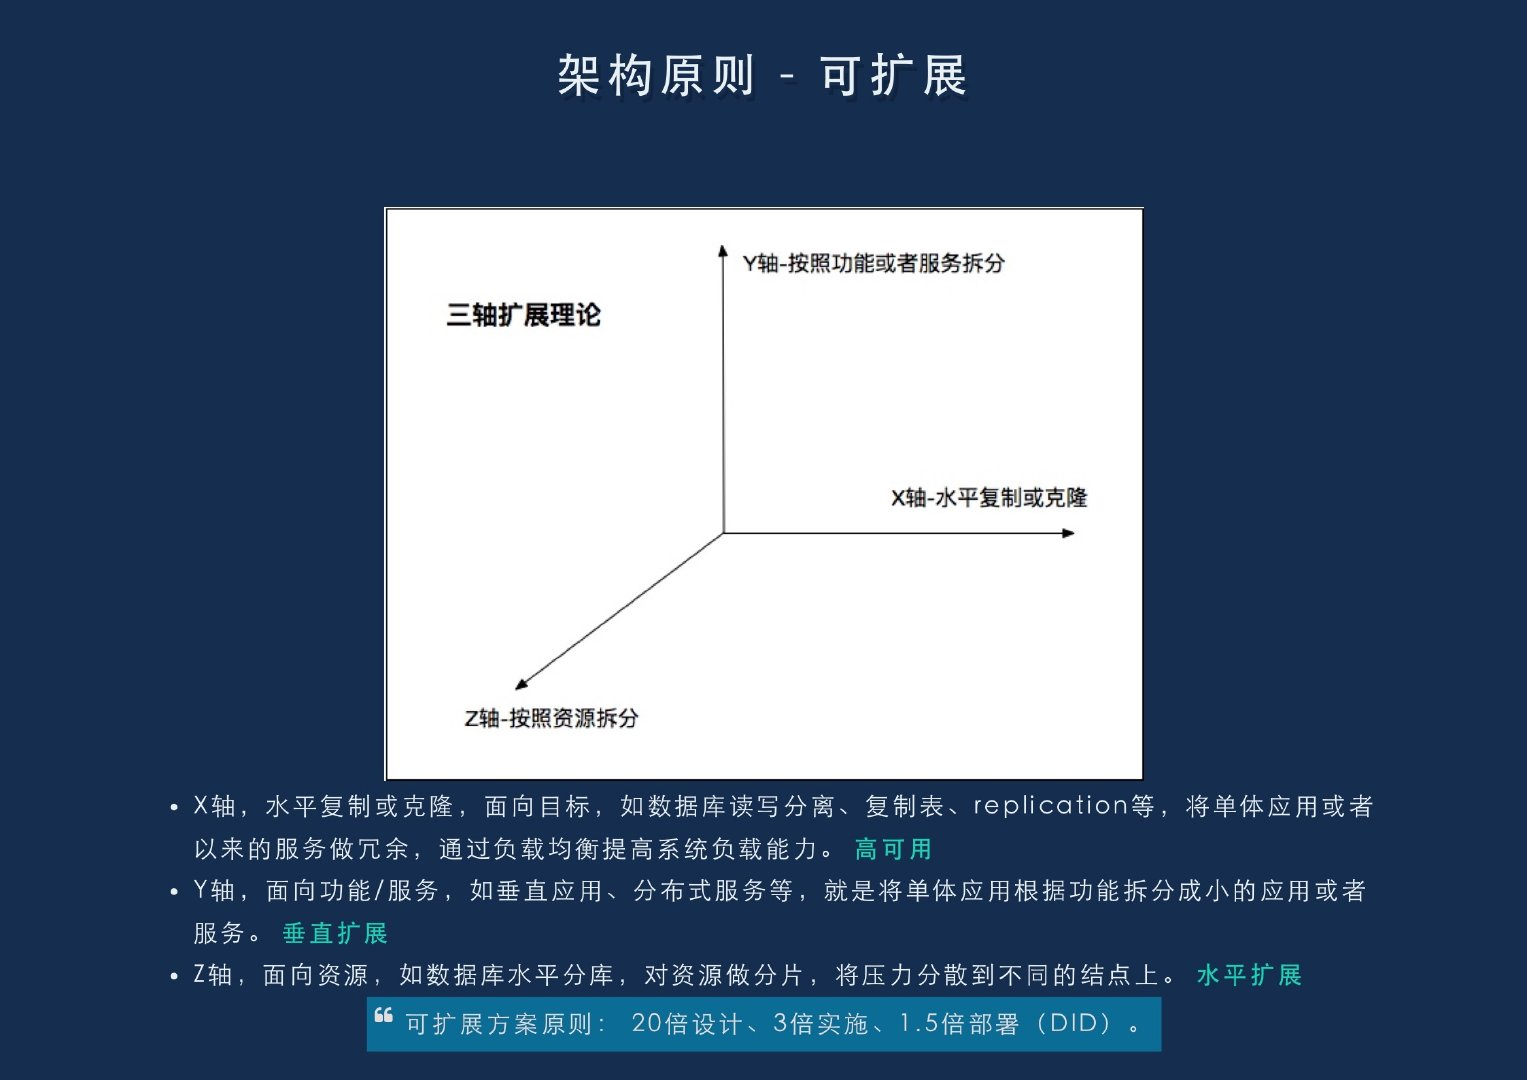 架构原则 - 可扩展
Y轴-按照功能或者服务拆分
三轴扩展理论
X轴-水平复制或克隆
Z轴-按照资源拆分
• X轴，水平复制或克隆，面向目标，如数据库读写分离、复制表、replication等，将单体应用或者
以来的服务做冗余，通过负载均衡提高系统负载能力。 高可用
• Y轴，面向功能/服务，如垂直应用、分布式服务等，就是将单体应用根据功能拆分成小的应用或者
服务。 垂直扩展
• Z轴，面向资源，如数据库水平分库，对资源做分片，将压力分散到不同的结点上。 水平扩展
❝ 可扩展方案原则： 20倍设计、3倍实施、1.5倍部署（DID）。